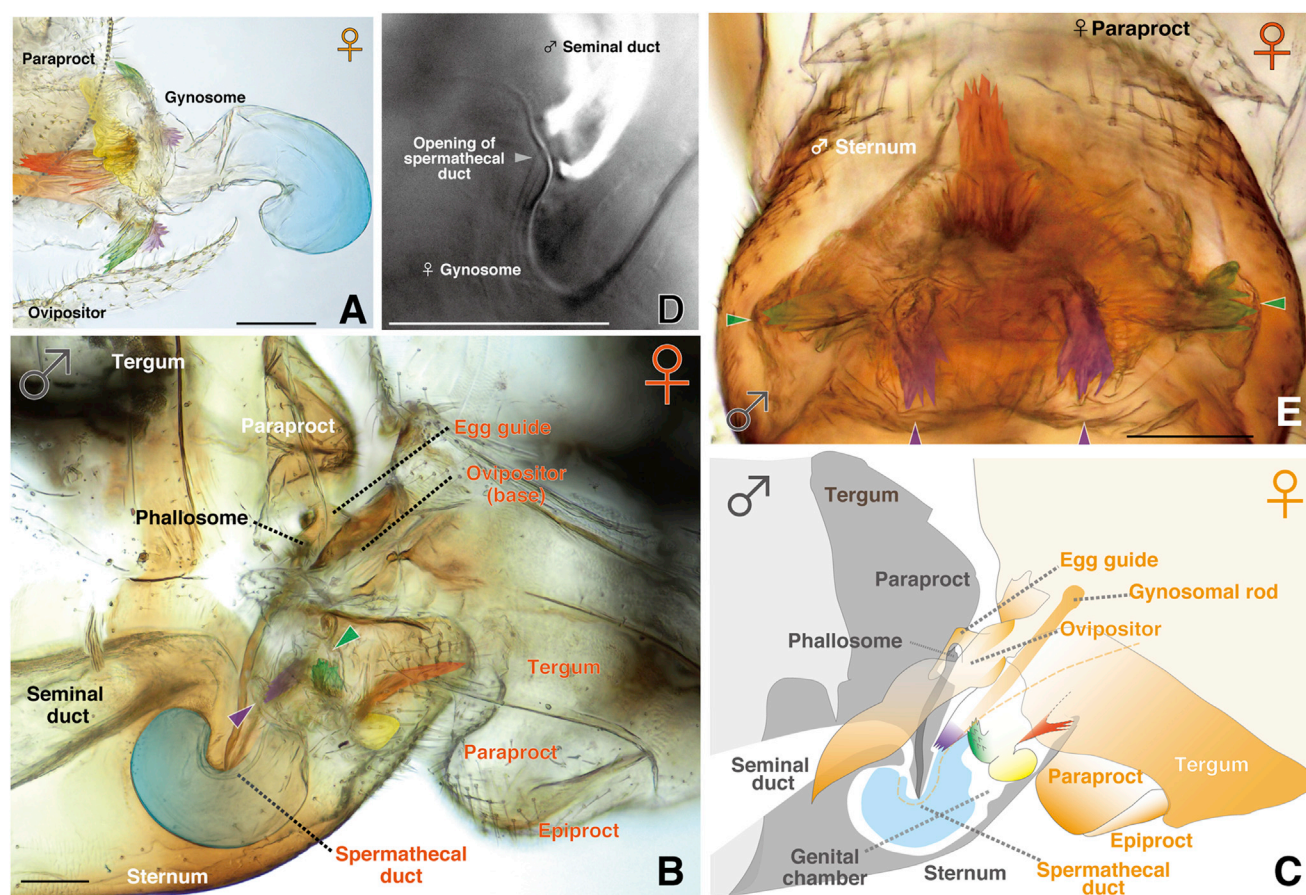 ♀
Paraproct
Gynosome
Ovipositor
A
♂ Seminal duct
Opening of
spermathecal
duct
♀ Gynosome
D
♀ Paraproct
♀
♂ Sternum
♂
E
♂
Tergum
♀
Paraproct
Egg guide
Ovipositor
(base)
Phallosome
Tergum
Seminal
duct
Paraproct
Epiproct
Spermathecal
duct
Sternum
B
♂
Tergum
♀
Egg guide
Paraproct
Gynosomal rod
Phallosome
Ovipositor
Seminal
duct
Paraproct
Tergum
Epiproct
Genital
chamber
Sternum
Spermathecal
duct
C